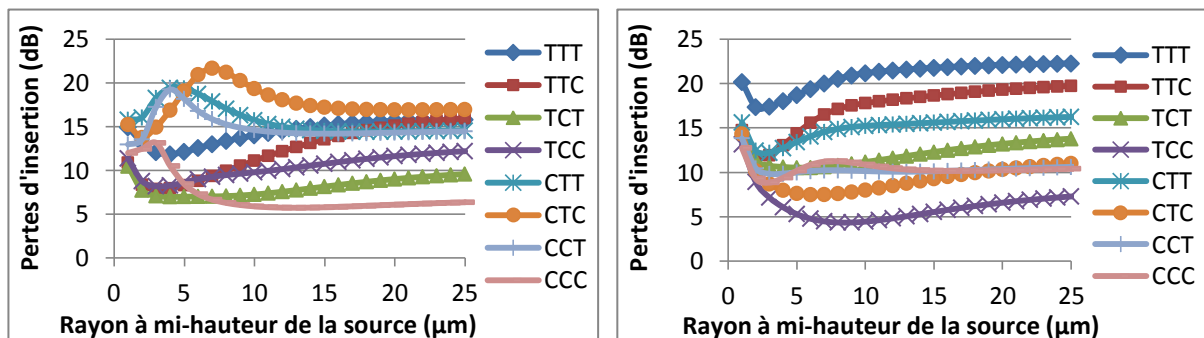 Pertes d'insertion (dB)
25
20
15
10
5
0
0 5 10 15 20 25
Rayon à mi-hauteur de la source (µm)
TTT
TTC
TCT
TCC
CTT
CTC
CCT
CCC
Pertes d'insertion (dB)
25
20
15
10
5
0
0 5 10 15 20 25
Rayon à mi-hauteur de la source (µm)
TTT
TTC
TCT
TCC
CTT
CTC
CCT
CCC